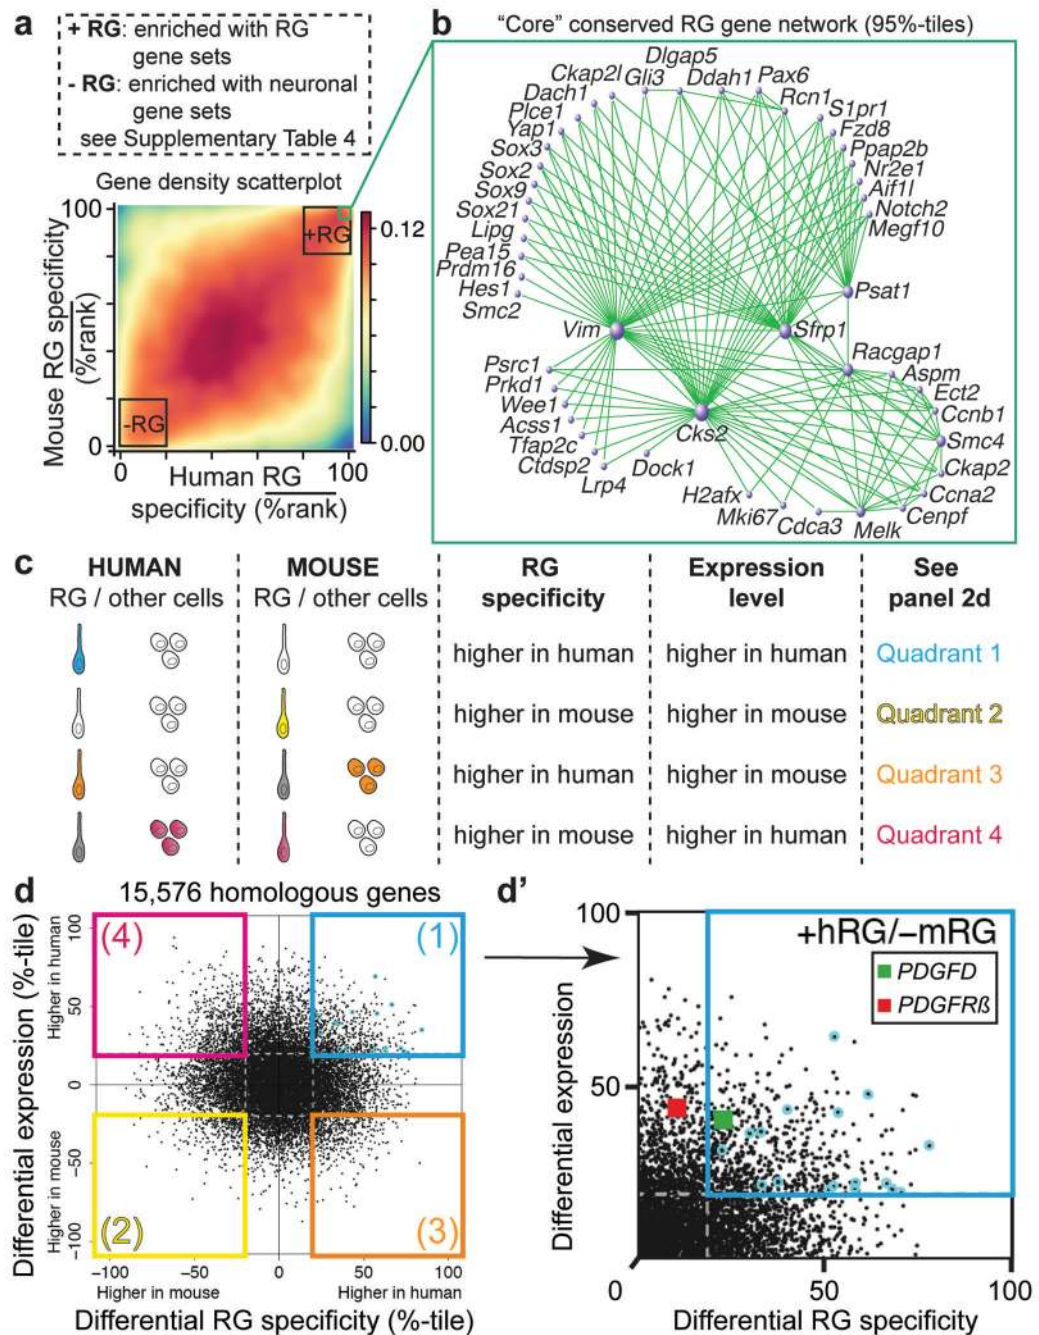 a
+ RG: enriched with RG
gene sets
- RG: enriched with neuronal
gene sets
see Supplementary Table 4
Gene density scatterplot
100
0
Mouse RG specificity
(%rank)
+RG
-RG
0.12
0.00
0
100
Human RG
specificity (%rank)
b
“Core” conserved RG gene network (95%-tiles)
Dlgap5
Ckap2l
Gli3
Ddah1
Pax6
Dach1
Rcn1
Plce1
S1pr1
Yap1
Fzd8
Sox3
Ppap2b
Sox2
Nr2e1
Sox9
Aif1l
Sox21
Notch2
Lipg
Megf10
Pea15
Prdm16
Hes1
Psat1
Smc2
Vim
Sfrp1
Psrc1
Racgap1
Prkd1
Aspm
Wee1
Ect2
Acss1
Ccnb1
Tfap2c
Cks2
Smc4
Ctdsp2
Dock1
Ckap2
Lrp4
H2afx
Ccna2
Mki67
Cdca3
Melk
Cenpf
c
HUMAN
RG / other cells
MOUSE
RG / other cells
RG
specificity
Expression
level
See
panel 2d
higher in human
higher in human
Quadrant 1
higher in mouse
higher in mouse
Quadrant 2
higher in human
higher in mouse
Quadrant 3
higher in mouse
higher in human
Quadrant 4
d
15,576 homologous genes
Differential expression (%-tile)
Higher in human
Higher in mouse
100
50
0
−50
−100
(4)
(1)
(2)
(3)
−100
−50
0
50
100
Higher in mouse
Higher in human
Differential RG specificity (%-tile)
d’
100
50
0
Differential expression
+hRG/−mRG
PDGFD
PDGFRß
50
100
Differential RG specificity